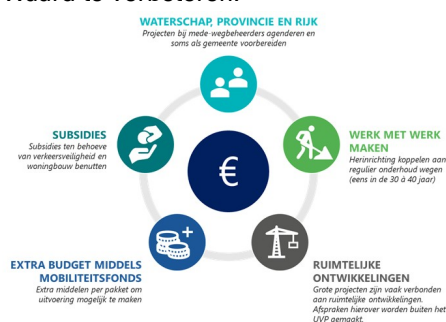 WATERSCHAP, PROVINCIE EN RIJK
Projecten bij mede-wegbeheerders agenderen en
soms als gemeente voorbereiden
SUBSIDIES
Subsidies ten behoeve
van verkeersveiligheid en
woningbouw benutten
WERK MET WERK
MAKEN
Herinrichting koppelen aan
regulier onderhoud wegen
(eens in de 30 à 40 jaar)
€
EXTRA BUDGET MIDDELS
MOBILITEITSFONDS
Extra middelen per pakket om
uitvoering mogelijk te maken
RUIMTELIJKE
ONTWIKKELINGEN
Grote projecten zijn vaak verbonden
aan ruimtelijke ontwikkelingen.
Afspraken hierover worden buiten het
UVP gemaakt.